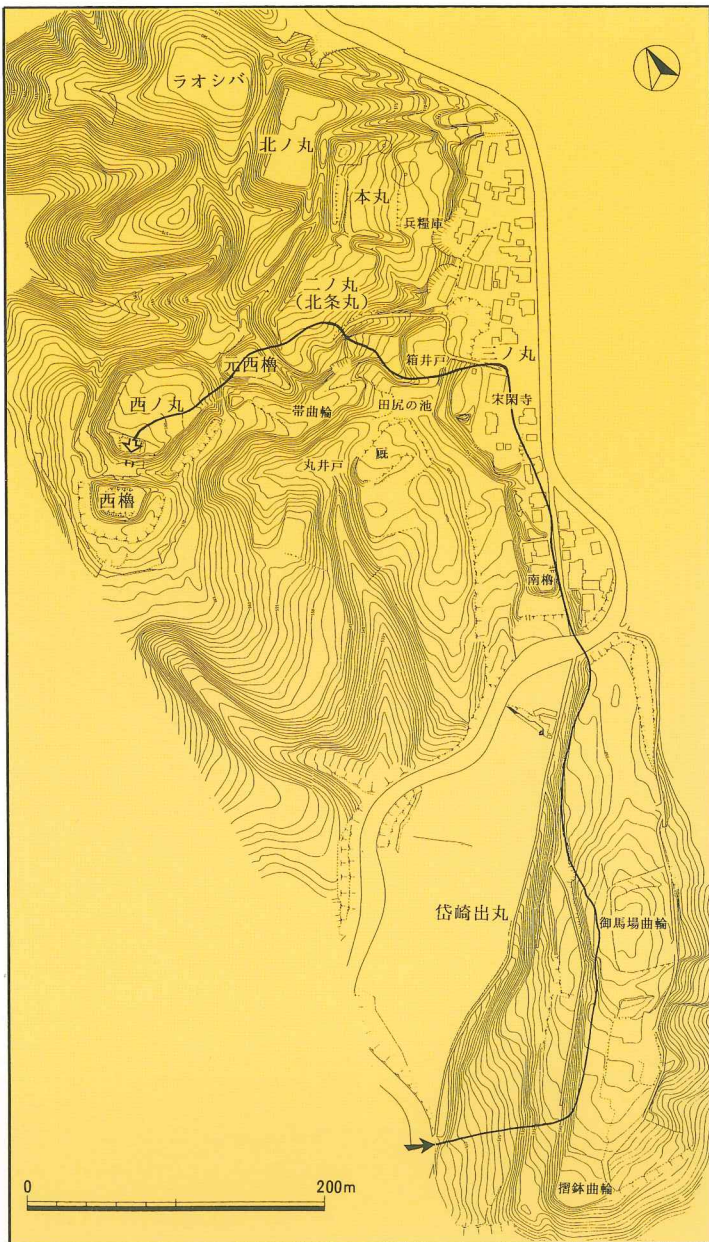 ラオシバ
北ノ丸
本丸
兵糧庫
二ノ丸
(北条丸)
元西櫓
箱井戸
二ノ丸
西ノ丸
帯曲輪
田尻の池
宋閑寺
丸井戸
厩
西櫓
南櫓
岱崎出丸
御馬場曲輪
摺鉢曲輪
0
200m